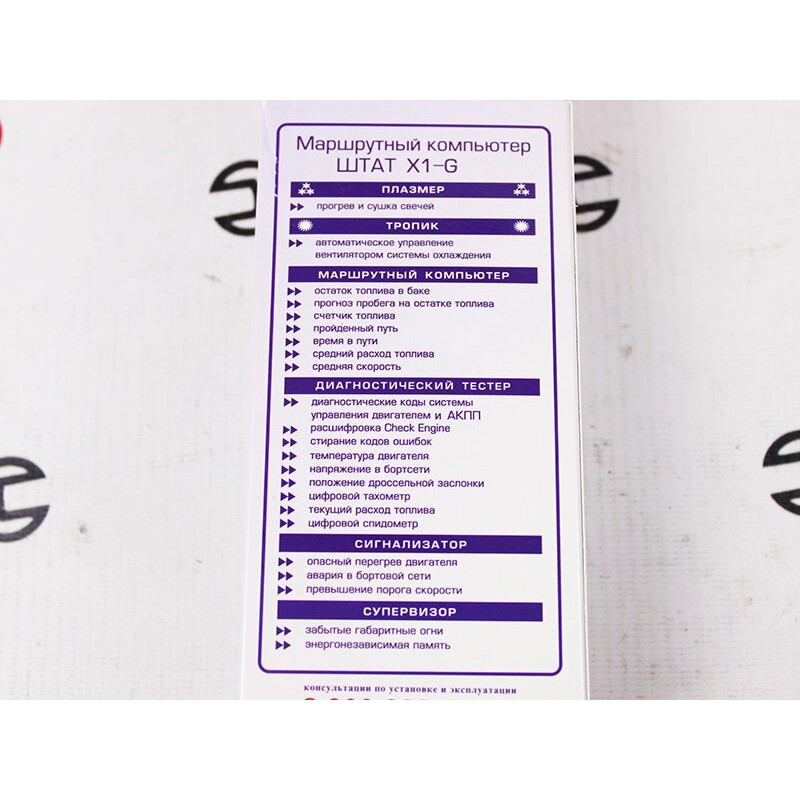 Маршрутный компьютер
ШТАТ X1-G
ПЛАЗМЕР
прогрев и сушка свечей
ТРОПИК
автоматическое управление
вентилятором системы охлаждения
МАРШРУТНЫЙ КОМПЬЮТЕР
остаток топлива в баке
прогноз пробега на остатке топлива
счетчик топлива
пройденный путь
время в пути
средний расход топлива
средняя скорость
ДИАГНОСТИЧЕСКИЙ ТЕСТЕР
диагностические коды системы
управления двигателем и АКПП
расшифровка Check Engine
стирание кодов ошибок
температура двигателя
напряжение в бортсети
положение дроссельной заслонки
цифровой тахометр
текущий расход топлива
цифровой спидометр
СИГНАЛИЗАТОР
опасный перегрев двигателя
авария в бортовой сети
превышение порога скорости
СУПЕРВИЗОР
забытые габаритные огни
энергонезависимая память
консультации по установке и эксплуатации